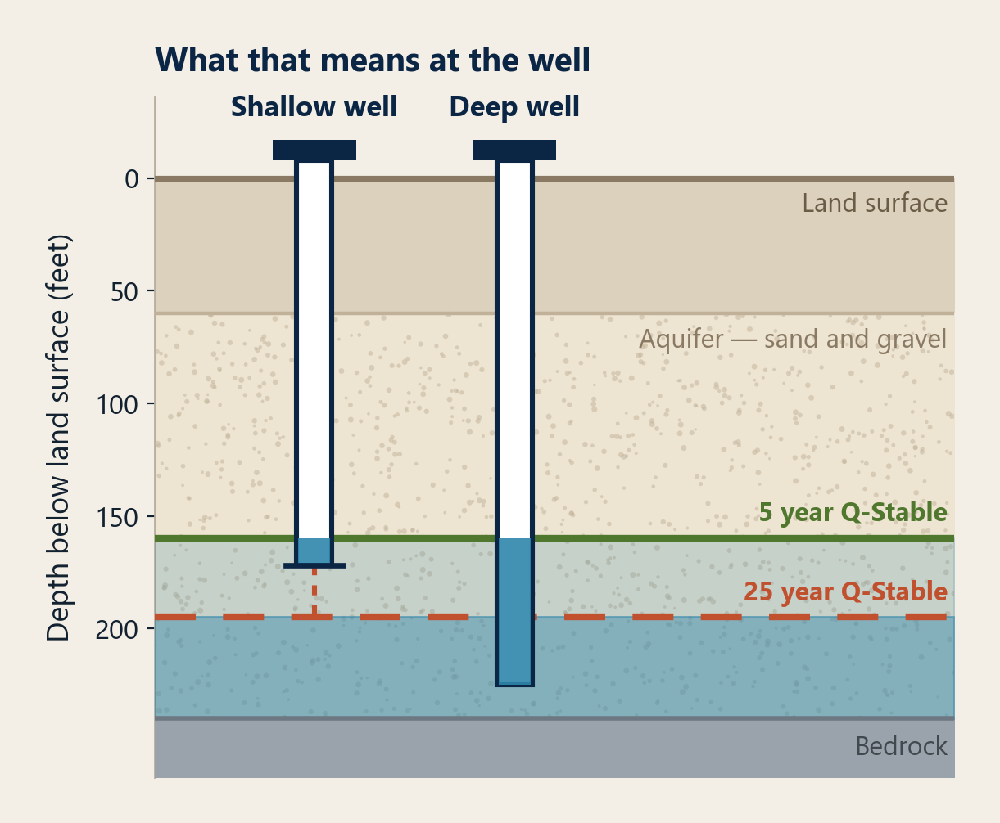 What that means at the well
Shallow well
Deep well
0
Land surface
50
Aquifer — sand and gravel
100
150
5 year Q-Stable
25 year Q-Stable
200
Bedrock
Depth below land surface (feet)